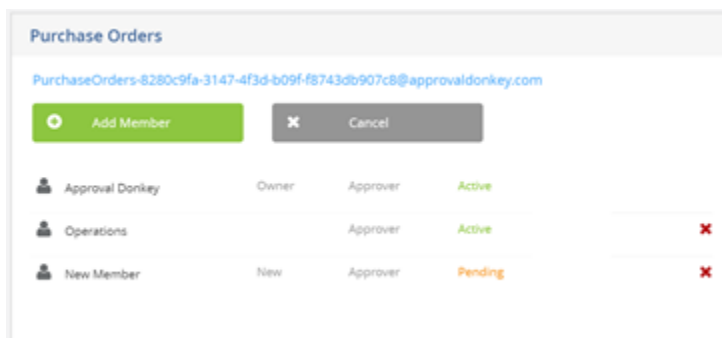 Purchase Orders
PurchaseOrders-8280c9fa-3147-4f3d-b09f-f8743db907c8@approvaldonkey.com
Add Member Cancel
Approval Donkey Owner Approver Active
Operations Approver Active
New Member New Approver Pending